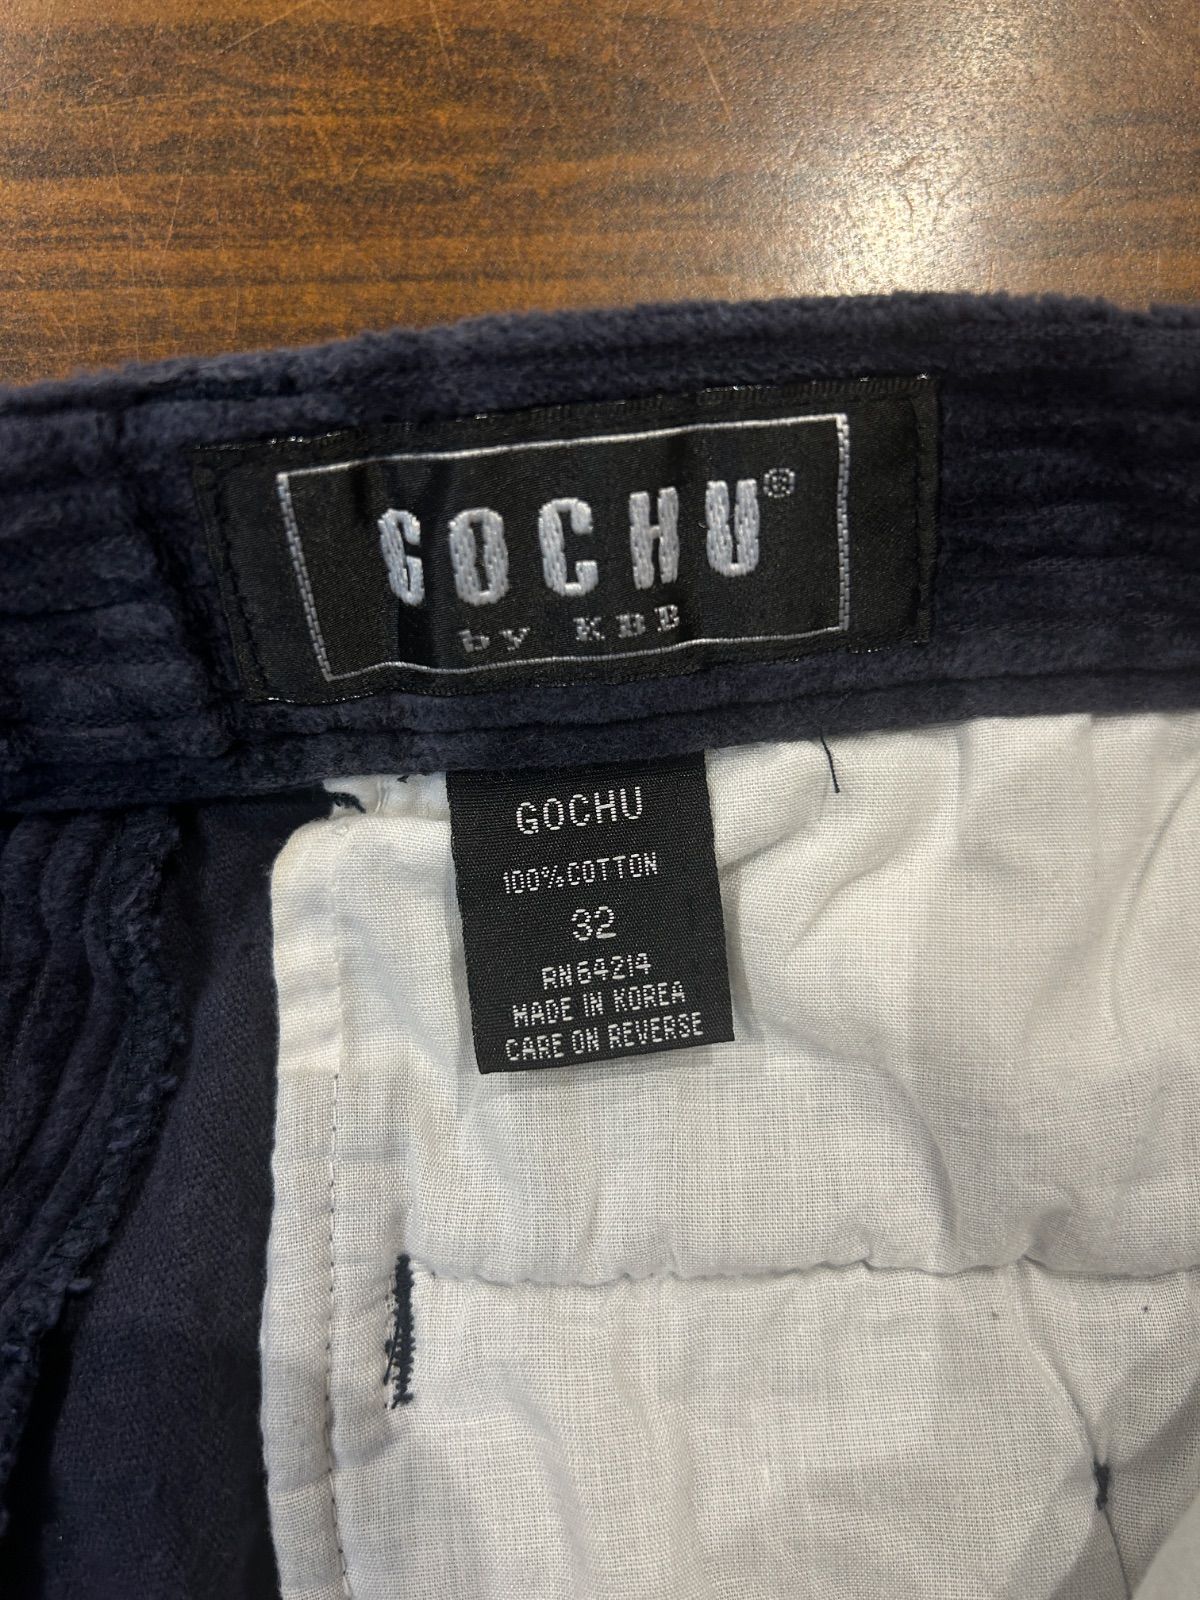 GOCHU®
by KBB
GOCHU
100%COTTON
32
RN64214
MADE IN KOREA
CARE ON REVERSE